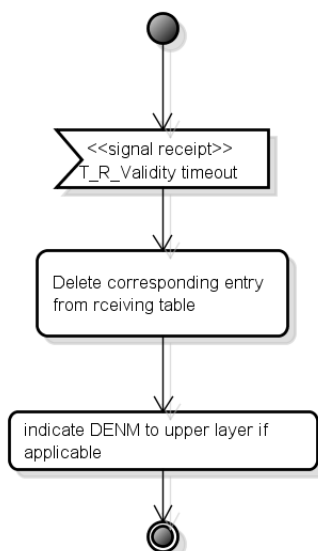 <<signal receipt>>
T_R_Validity timeout
Delete corresponding entry
from rceiving table
indicate DENM to upper layer if
applicable